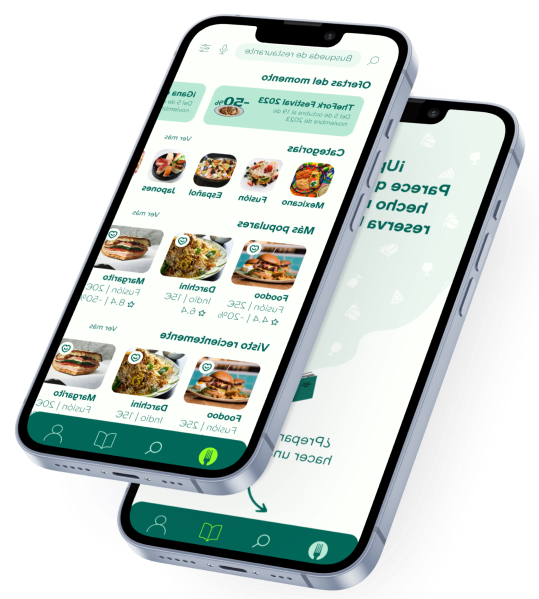 Busqueda de restaurante
Ofertas del momento
TheFork Festival 2023
Del 5 de octubre al 19 de
noviembre de 2023
-50%
¡Gana
Del 5 de
noviembre
Ver más
Categorías
Mexicano
Fusión
Español
Japones
Ver más
Más populares
Foodoo
Fusión | 25€
4.4 | -20%
Darchini
Indio | 15€
6.4
Margarito
Fusión | 20€
8.4 | -50%
Ver más
Visto recientemente
Foodoo
Fusión | 25€
Darchini
Indio | 15€
Margarito
Fusión | 20€
¡Up
Parece q
hecho
reserva
¿Prepar
hacer un